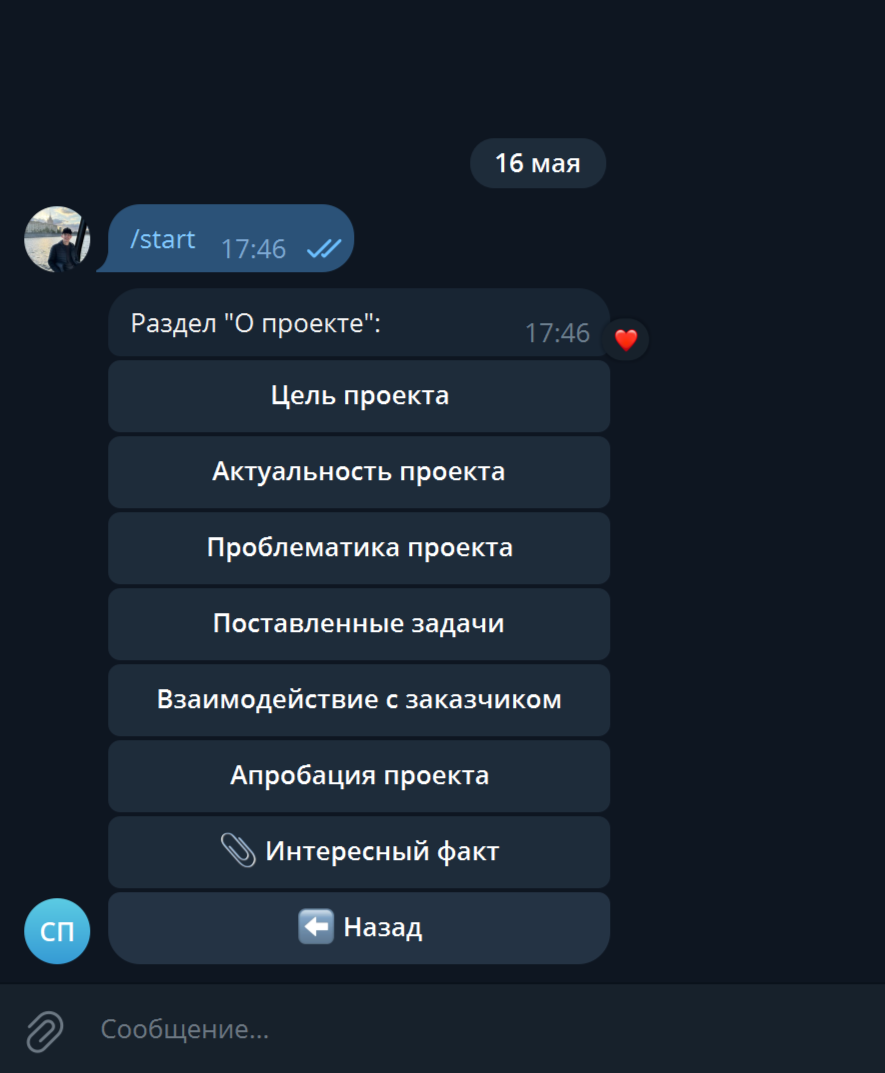 16 мая
/start 17:46
Раздел "О проекте": 17:46
Цель проекта
Актуальность проекта
Проблематика проекта
Поставленные задачи
Взаимодействие с заказчиком
Апробация проекта
Интересный факт
Назад
СП
Сообщение...